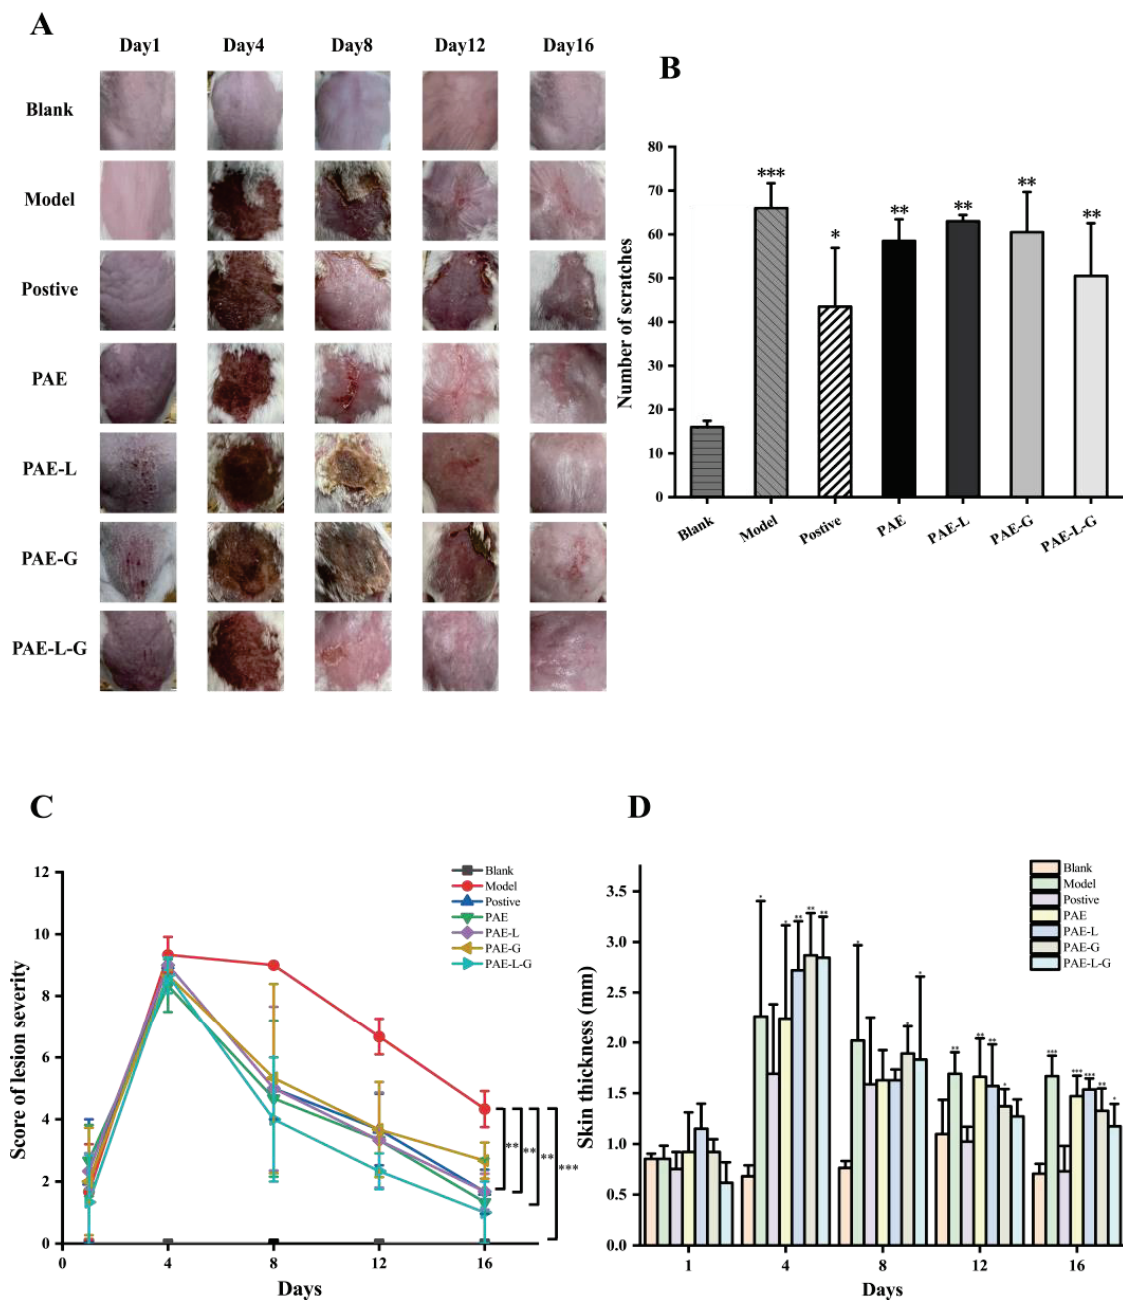 A
Day1 Day4 Day8 Day12 Day16
Blank
Model
Postive
PAE
PAE-L
PAE-G
PAE-L-G
B
Number of scratches
80
70
60
50
40
30
20
10
0
***
*
**
**
**
**
Blank Model Postive PAE PAE-L PAE-G PAE-L-G
C
Score of lesion severity
12
10
8
6
4
2
0
0 4 8 12 16
Days
Blank
Model
Postive
PAE
PAE-L
PAE-G
PAE-L-G
**
**
**
***
D
Skin thickness (mm)
3.5
3.0
2.5
2.0
1.5
1.0
0.5
0.0
1 4 8 12 16
Days
Blank
Model
Postive
PAE
PAE-L
PAE-G
PAE-L-G
* * ** ** **
* * *
** ** ** *
*** *** *** ** *